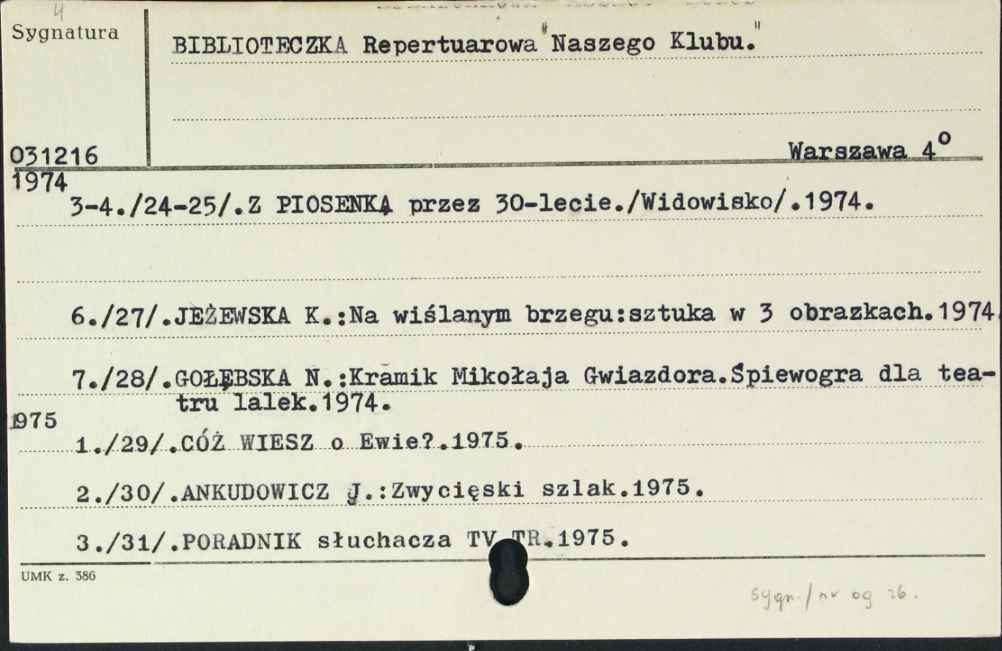 4
Sygnatura
BIBLIOTECZKA Repertuarowa "Naszego Klubu."
031216
Warszawa 4°
1974
3-4./24-25/.Z PIOSENKĄ przez 30-lecie./Widowisko/.1974.
6./27/.JEŻEWSKA K.:Na wiślanym brzegu:sztuka w 3 obrazkach.1974.
7./28/.GOŁĘBSKA N.:Kramik Mikołaja Gwiazdora.Śpiewogra dla tea-
tru lalek.1974.
1975
1./29/.CÓŻ WIESZ o Ewie?.1975.
2./30/.ANKUDOWICZ J.:Zwycięski szlak.1975.
3./31/.PORADNIK słuchacza TV TR.1975.
UMK z. 386
sygn./nr og 26.